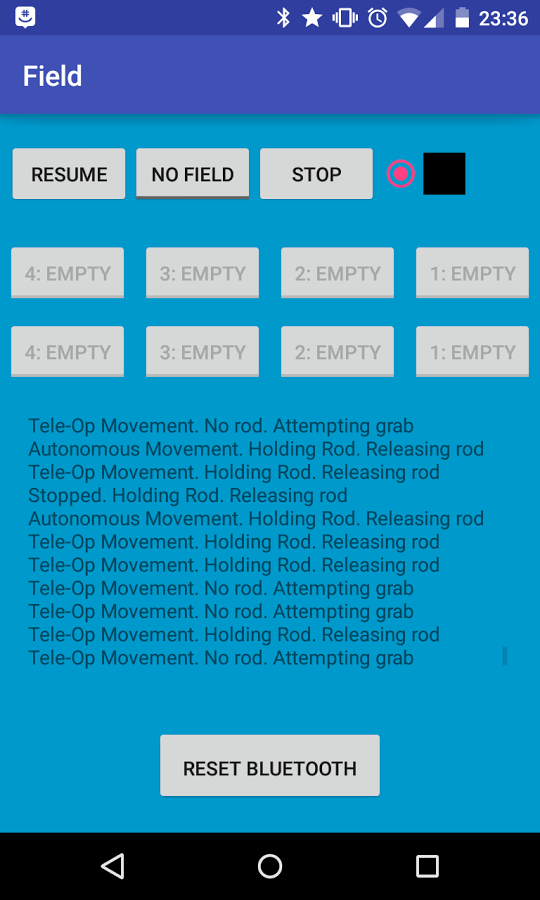 23:36
Field
RESUME NO FIELD STOP
4: EMPTY 3: EMPTY 2: EMPTY 1: EMPTY
4: EMPTY 3: EMPTY 2: EMPTY 1: EMPTY
Tele-Op Movement. No rod. Attempting grab
Autonomous Movement. Holding Rod. Releasing rod
Tele-Op Movement. Holding Rod. Releasing rod
Stopped. Holding Rod. Releasing rod
Autonomous Movement. Holding Rod. Releasing rod
Tele-Op Movement. Holding Rod. Releasing rod
Tele-Op Movement. Holding Rod. Releasing rod
Tele-Op Movement. No rod. Attempting grab
Tele-Op Movement. No rod. Attempting grab
Tele-Op Movement. Holding Rod. Releasing rod
Tele-Op Movement. No rod. Attempting grab
RESET BLUETOOTH